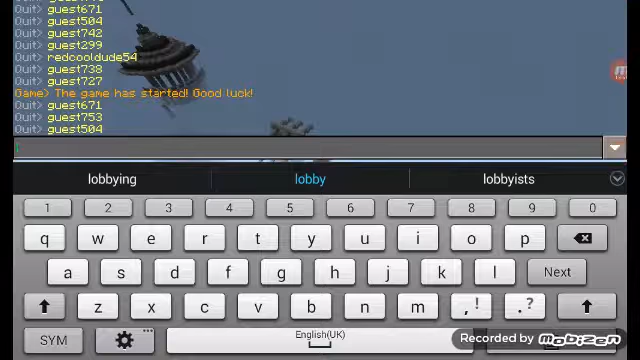 Quit> guest671
Quit> guest504
Quit> guest742
Quit> guest299
Quit> redcooldude54
Quit> guest738
Quit> guest727
Game> The game has started! Good luck!
Quit> guest671
Quit> guest753
Quit> guest504
lobbying lobby lobbyists
1 2 3 4 5 6 7 8 9 0
q w e r t y u i o p
a s d f g h j k l Next
z x c v b n m , ! . ?
SYM English(UK)
Recorded by mobizen